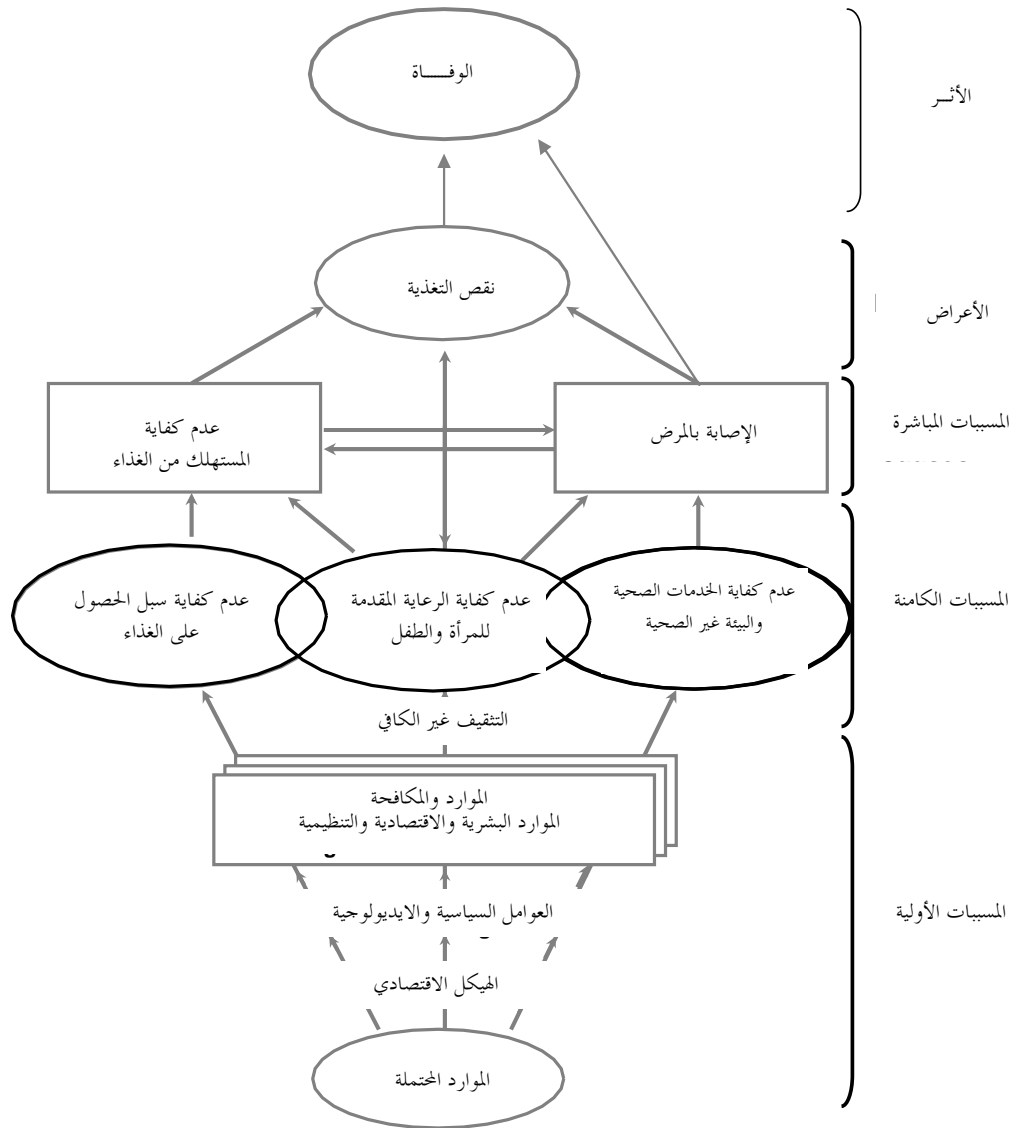 الوفـــــاة
الأثــر
نقص التغذية
الأعراض
الإصابة بالمرض
عدم كفاية
المستهلك من الغذاء
المسببات المباشرة
عدم كفاية الخدمات الصحية
والبيئة غير الصحية
عدم كفاية الرعاية المقدمة
للمرأة والطفل
عدم كفاية سبل الحصول
على الغذاء
المسببات الكامنة
التثقيف غير الكافي
الموارد والمكافحة
الموارد البشرية والاقتصادية والتنظيمية
العوامل السياسية والايديولوجية
المسببات الأولية
الهيكل الاقتصادي
الموارد المحتملة